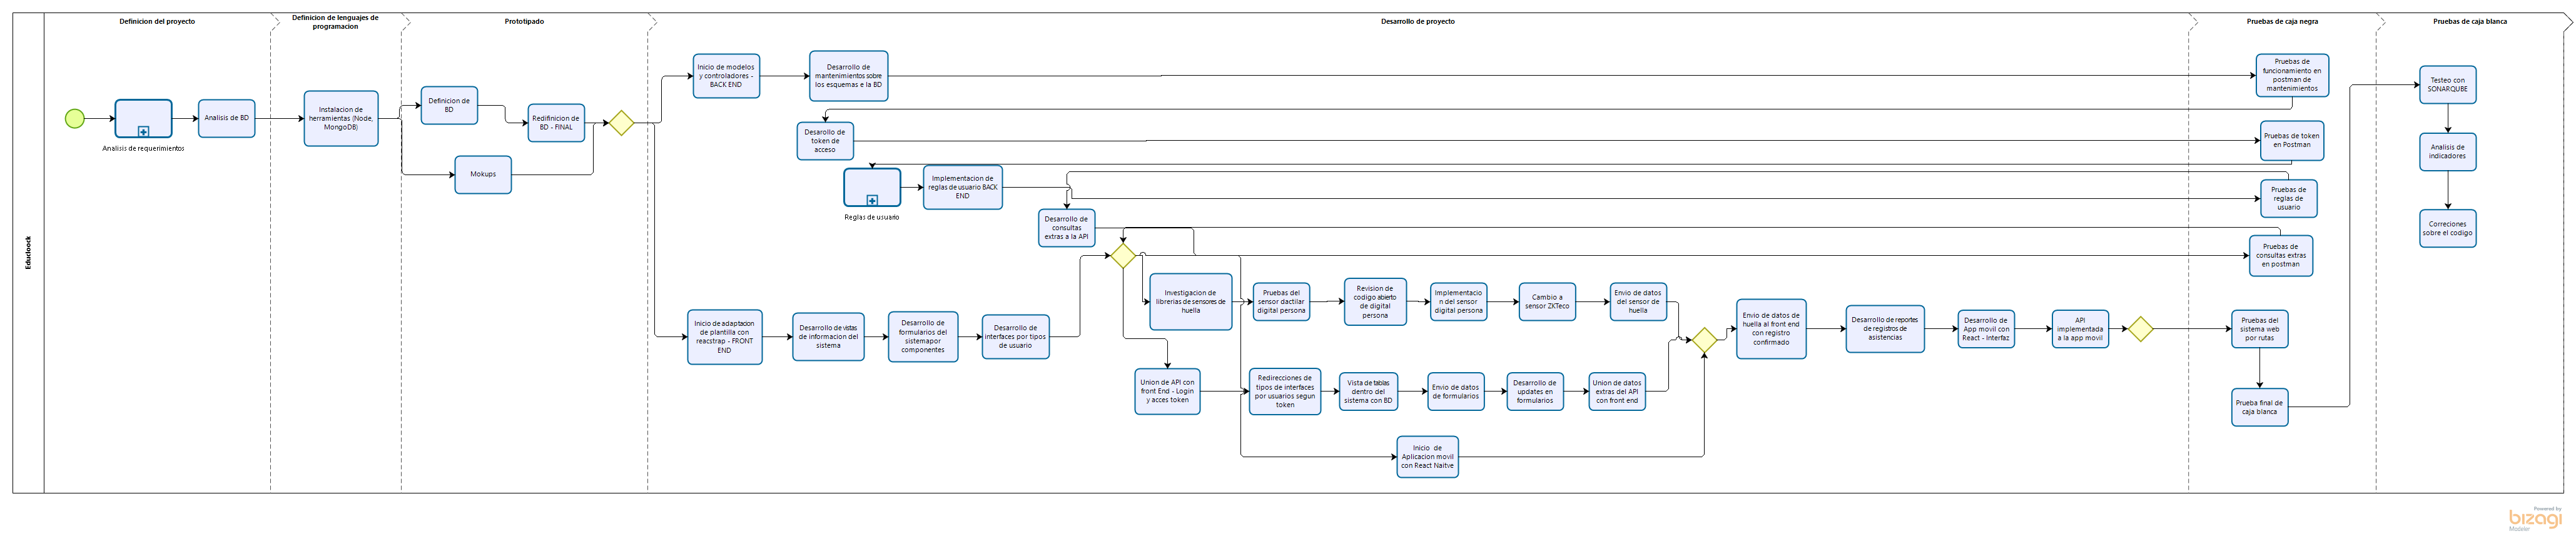 Definicion del proyecto
Definicion de lenguajes de
programacion
Prototipado
Desarrollo de proyecto
Pruebas de caja negra
Pruebas de caja blanca
Educloock
Analisis de requerimientos
Analisis de BD
Instalacion de
herramientas (Node,
MongoDB)
Definicion de
BD
Redifinicion de
BD - FINAL
Mokups
Inicio de modelos
y controladores -
BACK END
Desarrollo de
mantenimientos sobre
los esquemas e la BD
Pruebas de
funcionamiento en
postman de
mantenimientos
Desarollo de
token de
acceso
Pruebas de token
en Postman
Reglas de usuario
Implementacion de
reglas de usuario BACK
END
Pruebas de
reglas de
usuario
Desarrollo de
consultas
extras a la API
Pruebas de
consultas extras
en postman
Inicio de adaptacion
de plantilla con
reacstrap - FRONT
END
Desarrollo de vistas
de informacion del
sistema
Desarrollo de
formularios del
sistemapor
componentes
Desarrollo de
interfaces por tipos
de usuario
Investigacion de
librerias de sensores de
huella
Pruebas del
sensor dactilar
digital persona
Revision de
codigo abierto
de digital
persona
Implementacio
n del sensor
digital persona
Cambio a
sensor ZKTeco
Envio de datos
del sensor de
huella
Union de API con
front End - Login
y acces token
Redirecciones de
tipos de interfaces
por usuarios segun
token
Vista de tablas
dentro del
sistema con BD
Envio de datos
de formularios
Desarrollo de
updates en
formularios
Union de datos
extras del API
con front end
Inicio de
Aplicacion movil
con React Naitve
Envio de datos de
huella al front end
con registro
confirmado
Desarrollo de reportes
de registros de
asistencias
Desarrollo de
App movil con
React - Interfaz
API
implementada
a la app movil
Pruebas del
sistema web
por rutas
Prueba final de
caja blanca
Testeo con
SONARQUBE
Analisis de
indicadores
Correciones
sobre el codigo
Powered by
bizagi
Modeler